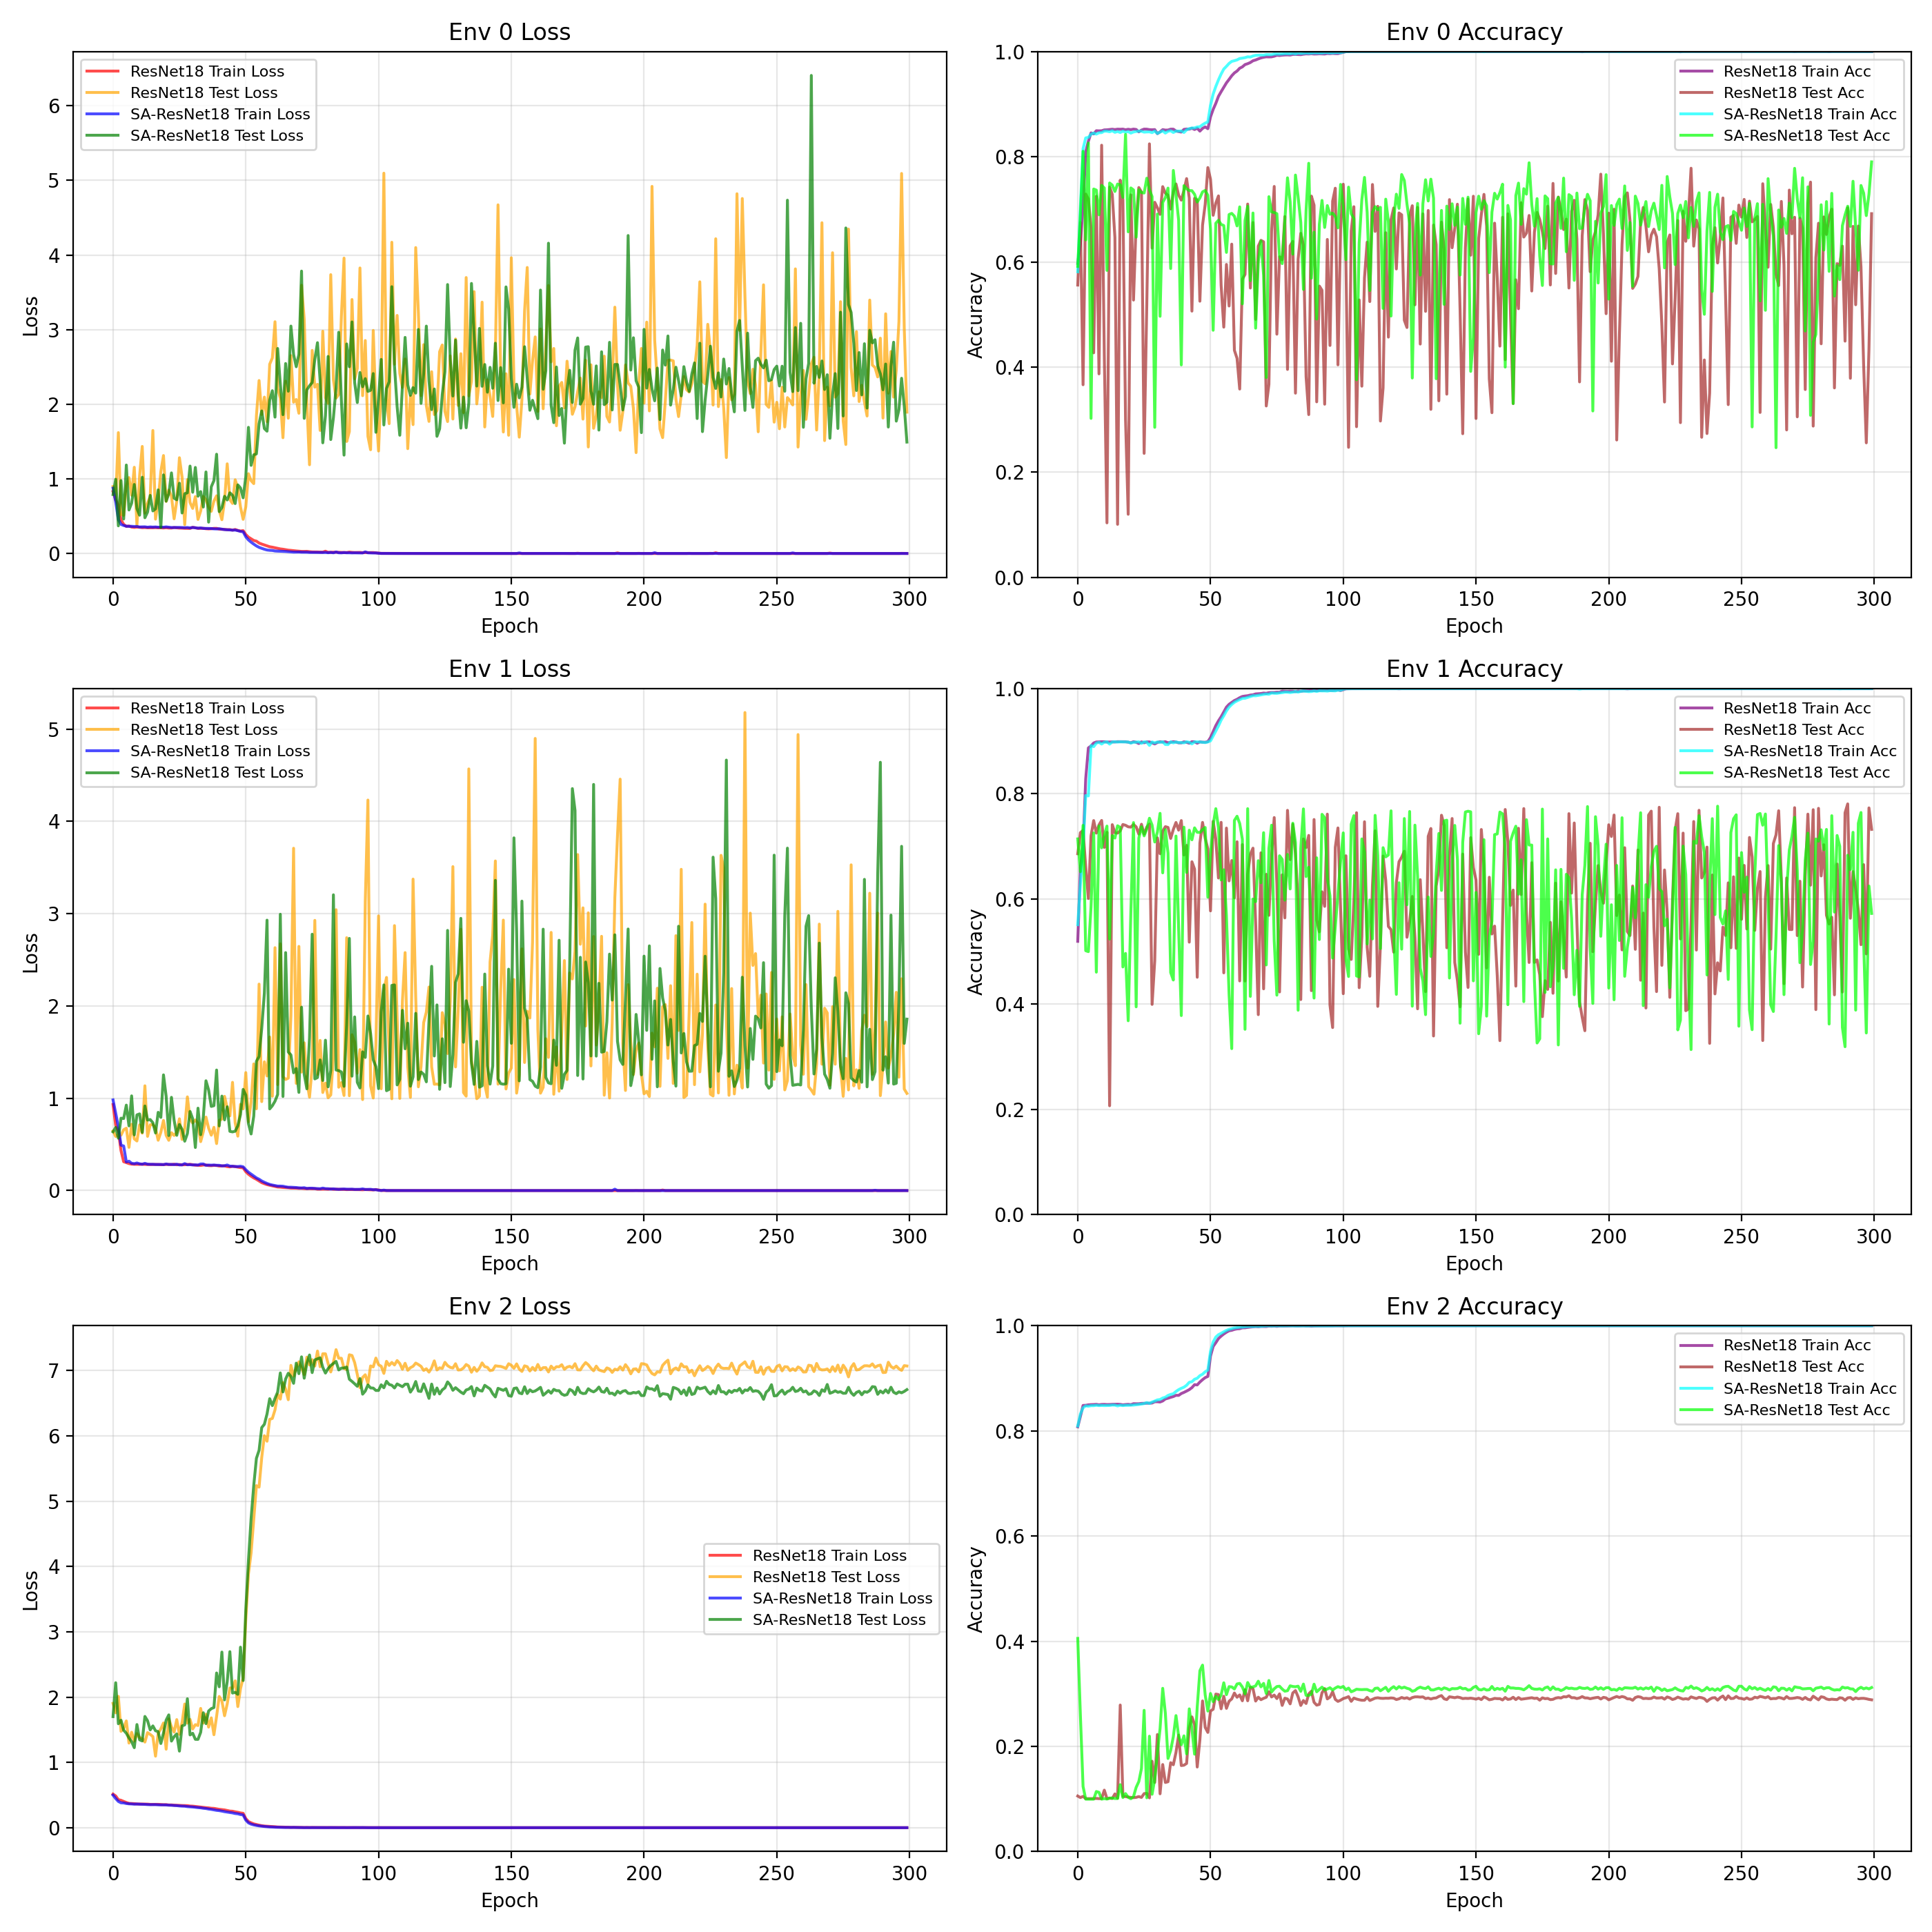 Env 0 Loss
Loss
6
5
4
3
2
1
0
ResNet18 Train Loss
ResNet18 Test Loss
SA-ResNet18 Train Loss
SA-ResNet18 Test Loss
0 50 100 150 200 250 300
Epoch
Env 0 Accuracy
Accuracy
1.0
0.8
0.6
0.4
0.2
0.0
ResNet18 Train Acc
ResNet18 Test Acc
SA-ResNet18 Train Acc
SA-ResNet18 Test Acc
0 50 100 150 200 250 300
Epoch
Env 1 Loss
Loss
5
4
3
2
1
0
ResNet18 Train Loss
ResNet18 Test Loss
SA-ResNet18 Train Loss
SA-ResNet18 Test Loss
0 50 100 150 200 250 300
Epoch
Env 1 Accuracy
Accuracy
1.0
0.8
0.6
0.4
0.2
0.0
ResNet18 Train Acc
ResNet18 Test Acc
SA-ResNet18 Train Acc
SA-ResNet18 Test Acc
0 50 100 150 200 250 300
Epoch
Env 2 Loss
Loss
7
6
5
4
3
2
1
0
ResNet18 Train Loss
ResNet18 Test Loss
SA-ResNet18 Train Loss
SA-ResNet18 Test Loss
0 50 100 150 200 250 300
Epoch
Env 2 Accuracy
Accuracy
1.0
0.8
0.6
0.4
0.2
0.0
ResNet18 Train Acc
ResNet18 Test Acc
SA-ResNet18 Train Acc
SA-ResNet18 Test Acc
0 50 100 150 200 250 300
Epoch